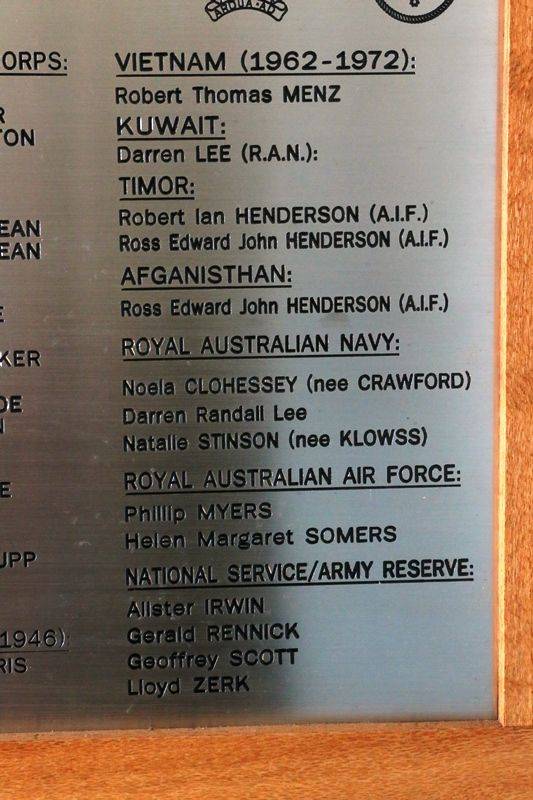 ARDUA·AD
ORPS:
R
TON
EAN
EAN
E
KER
DE
N
E
UPP
1946)
RIS
VIETNAM (1962-1972):
Robert Thomas MENZ
KUWAIT:
Darren LEE (R.A.N.):
TIMOR:
Robert Ian HENDERSON (A.I.F.)
Ross Edward John HENDERSON (A.I.F.)
AFGANISTHAN:
Ross Edward John HENDERSON (A.I.F.)
ROYAL AUSTRALIAN NAVY:
Noela CLOHESSEY (nee CRAWFORD)
Darren Randall Lee
Natalie STINSON (nee KLOWSS)
ROYAL AUSTRALIAN AIR FORCE:
Phillip MYERS
Helen Margaret SOMERS
NATIONAL SERVICE/ARMY RESERVE:
Alister IRWIN
Gerald RENNICK
Geoffrey SCOTT
Lloyd ZERK